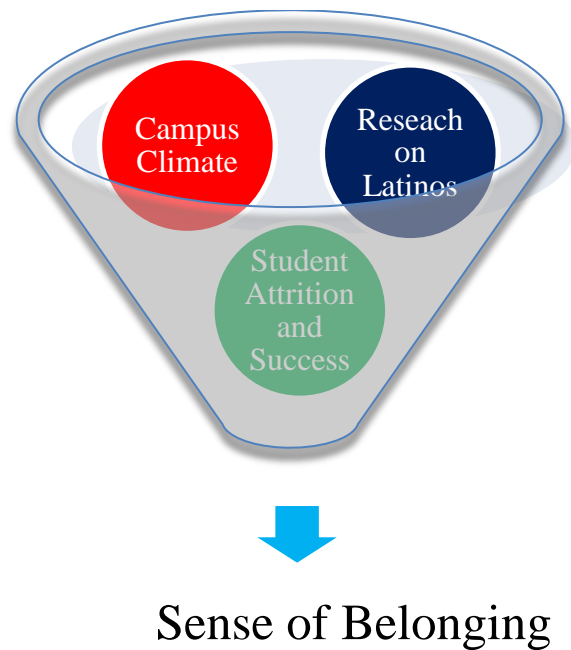 Campus
Climate
Reseach
on
Latinos
Student
Attrition
and
Success
Sense of Belonging